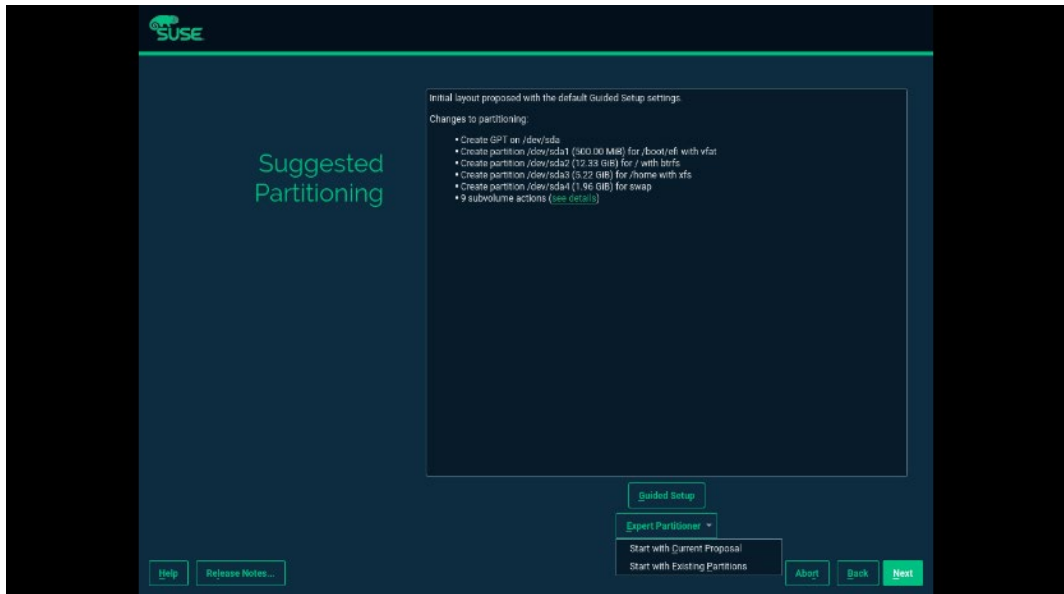 SUSE
Suggested
Partitioning
Initial layout proposed with the default Guided Setup settings.
Changes to partitioning:
• Create GPT on /dev/sda
• Create partition /dev/sda1 (500.00 MiB) for /boot/efi with vfat
• Create partition /dev/sda2 (12.33 GiB) for / with btrfs
• Create partition /dev/sda3 (5.22 GiB) for /home with xfs
• Create partition /dev/sda4 (1.96 GiB) for swap
• 9 subvolume actions (see details)
Guided Setup
Expert Partitioner
Start with Current Proposal
Start with Existing Partitions
Help
Release Notes...
Abort
Back
Next